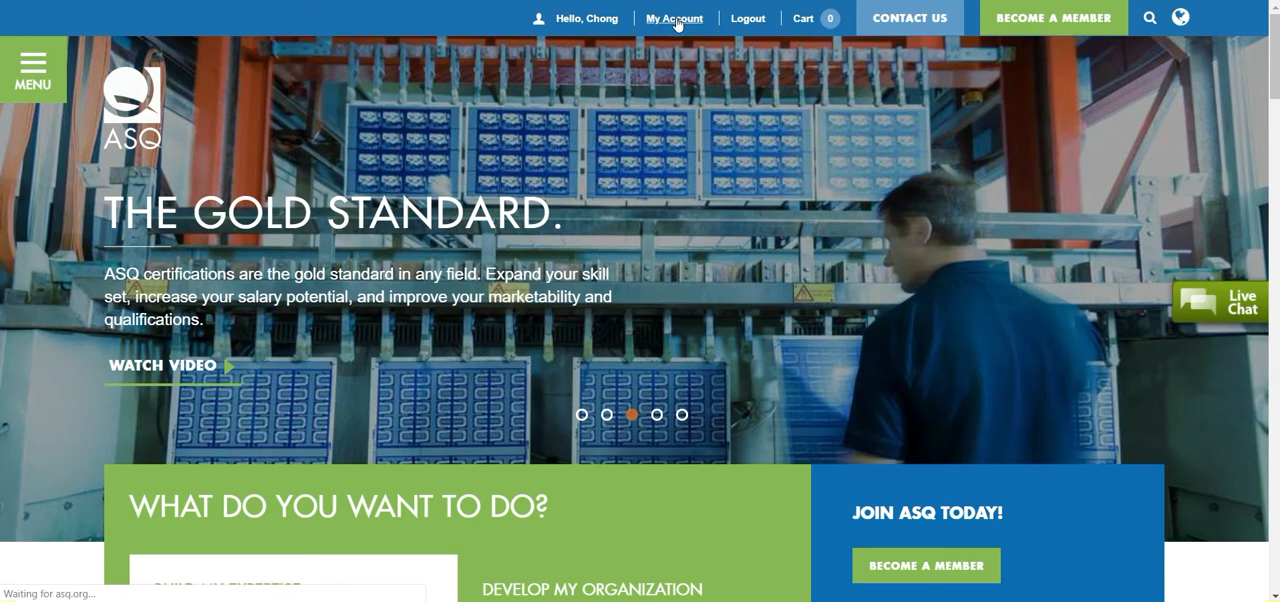 Hello, Chong
My Account
Logout
Cart 0
CONTACT US
BECOME A MEMBER
MENU
ASQ
THE GOLD STANDARD.
ASQ certifications are the gold standard in any field. Expand your skill
set, increase your salary potential, and improve your marketability and
qualifications.
WATCH VIDEO
Live
Chat
WHAT DO YOU WANT TO DO?
JOIN ASQ TODAY!
BECOME A MEMBER
BUILD MY EXPERTISE
DEVELOP MY ORGANIZATION
Waiting for asq.org...